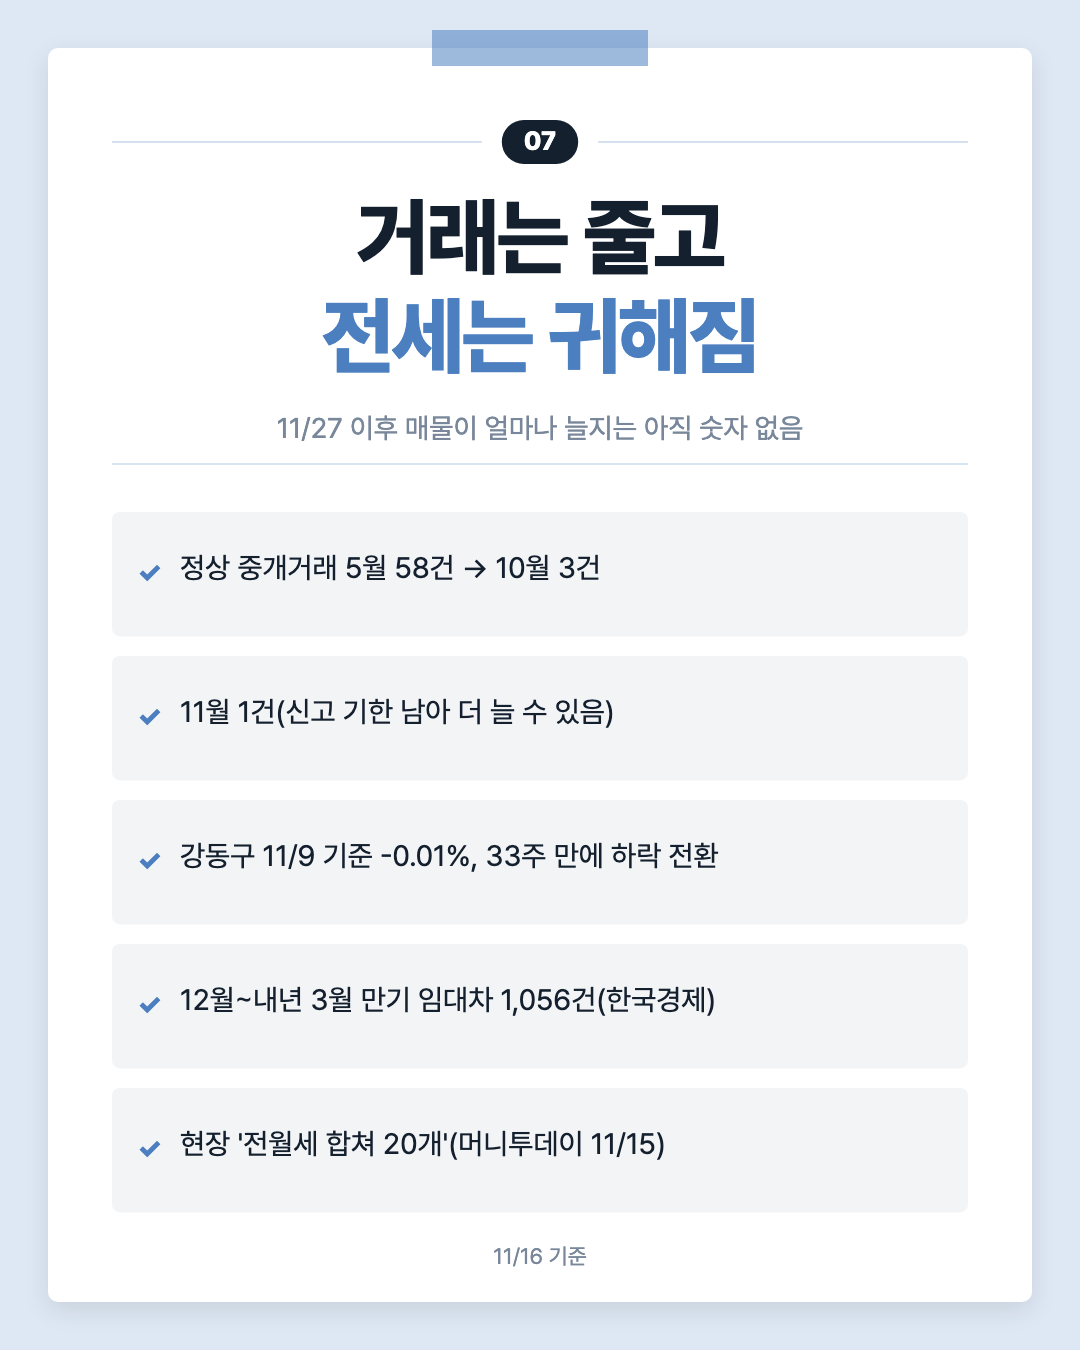 07
거래는 줄고
전세는 귀해짐
11/27 이후 매물이 얼마나 늘지는 아직 숫자 없음
정상 중개거래 5월 58건 → 10월 3건
11월 1건(신고 기한 남아 더 늘 수 있음)
강동구 11/9 기준 -0.01%, 33주 만에 하락 전환
12월~내년 3월 만기 임대차 1,056건(한국경제)
현장 '전월세 합쳐 20개'(머니투데이 11/15)
11/16 기준